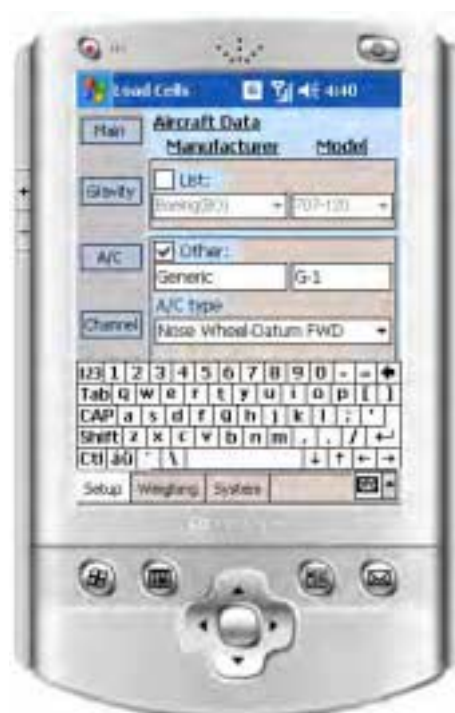 Load Cells 4:40
Main
Aircraft Data
Manufacturer Model
Gravity
List:
Boeing(BO) 707-120
A/C
Other:
Generic G-1
A/C type
Channel
Nose Wheel-Datum FWD
123 1 2 3 4 5 6 7 8 9 0 - =
Tab q w e r t y u i o p [ ]
CAP a s d f g h j k l ; '
Shift z x c v b n m , . /
Ctl áü ` \
Setup Weighing System